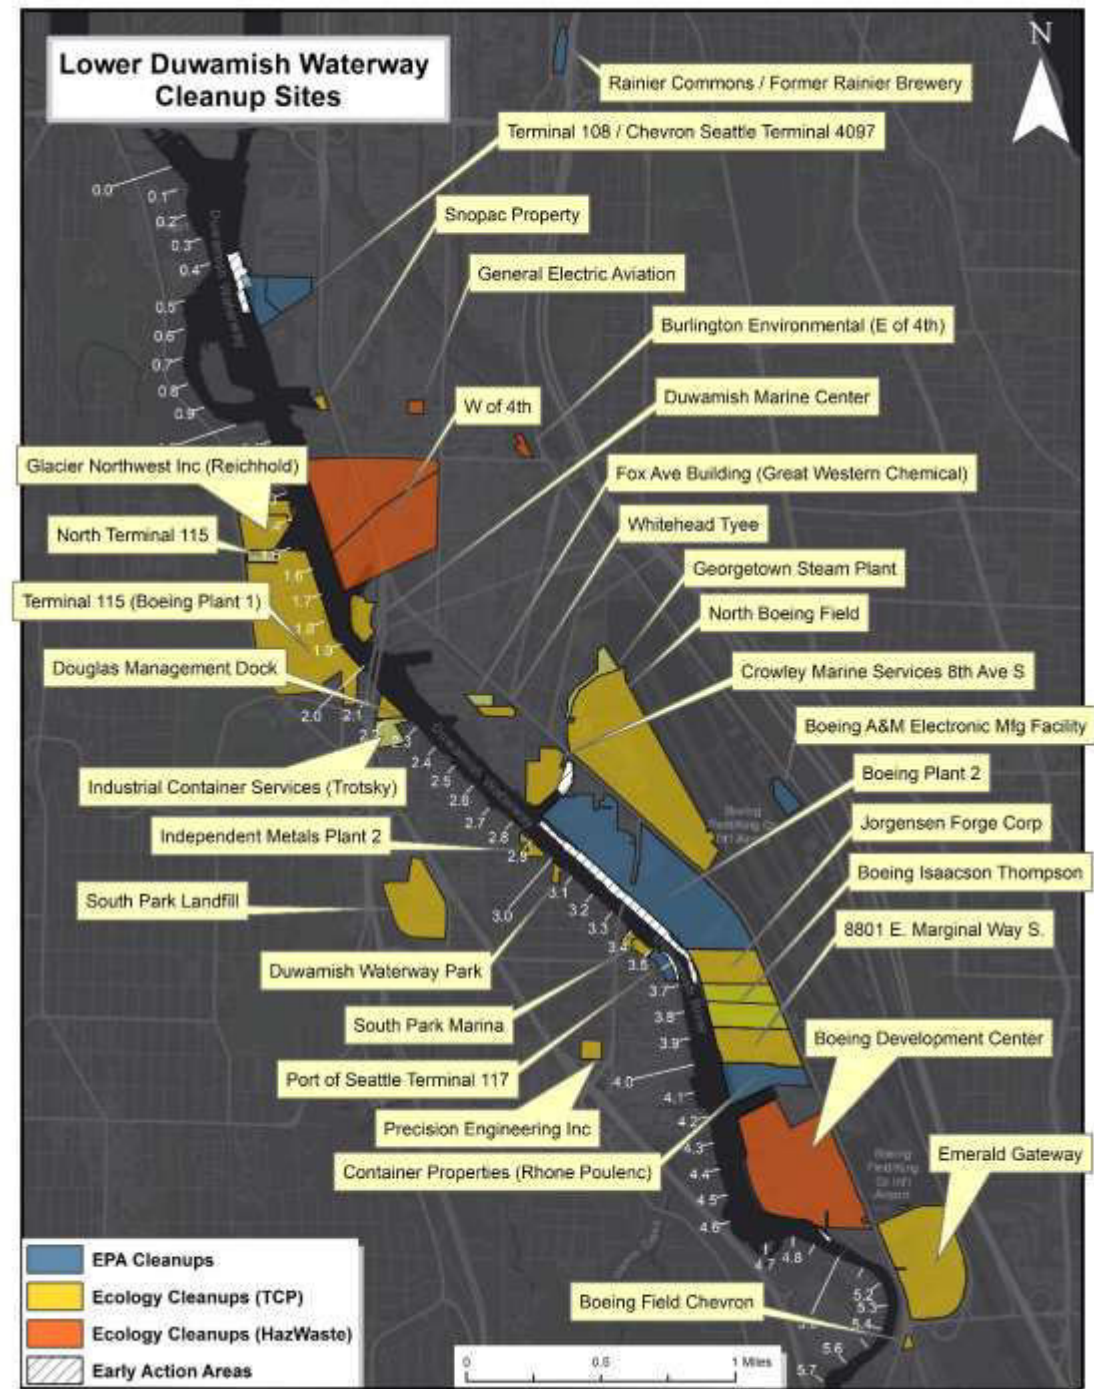 Lower Duwamish Waterway
Cleanup Sites
N
Rainier Commons / Former Rainier Brewery
Terminal 108 / Chevron Seattle Terminal 4097
0.0
0.1
0.2
Snopac Property
0.3
0.4
General Electric Aviation
0.5
Burlington Environmental (E of 4th)
0.6
0.7
0.8
Duwamish Marine Center
W of 4th
0.9
Glacier Northwest Inc (Reichhold)
Fox Ave Building (Great Western Chemical)
Whitehead Tyee
North Terminal 115
Georgetown Steam Plant
1.6
Terminal 115 (Boeing Plant 1)
1.7
North Boeing Field
1.8
1.9
Douglas Management Dock
Crowley Marine Services 8th Ave S
2.0
2.1
2.2
2.3
Boeing A&M Electronic Mfg Facility
2.4
2.5
Industrial Container Services (Trotsky)
Boeing Plant 2
2.6
2.7
2.8
Independent Metals Plant 2
Jorgensen Forge Corp
2.9
Boeing Isaacson Thompson
3.1
South Park Landfill
3.0
3.2
3.3
8801 E. Marginal Way S.
3.4
Duwamish Waterway Park
3.6
3.7
South Park Marina
3.8
3.9
Boeing Development Center
Port of Seattle Terminal 117
4.0
4.1
Precision Engineering Inc
4.2
4.3
Emerald Gateway
Container Properties (Rhone Poulenc)
4.4
4.5
4.6
4.7
4.8
EPA Cleanups
Ecology Cleanups (TCP)
Ecology Cleanups (HazWaste)
Early Action Areas
Boeing Field Chevron
5.2
5.3
5.4
5.6
5.7
0 0.5 1 Miles